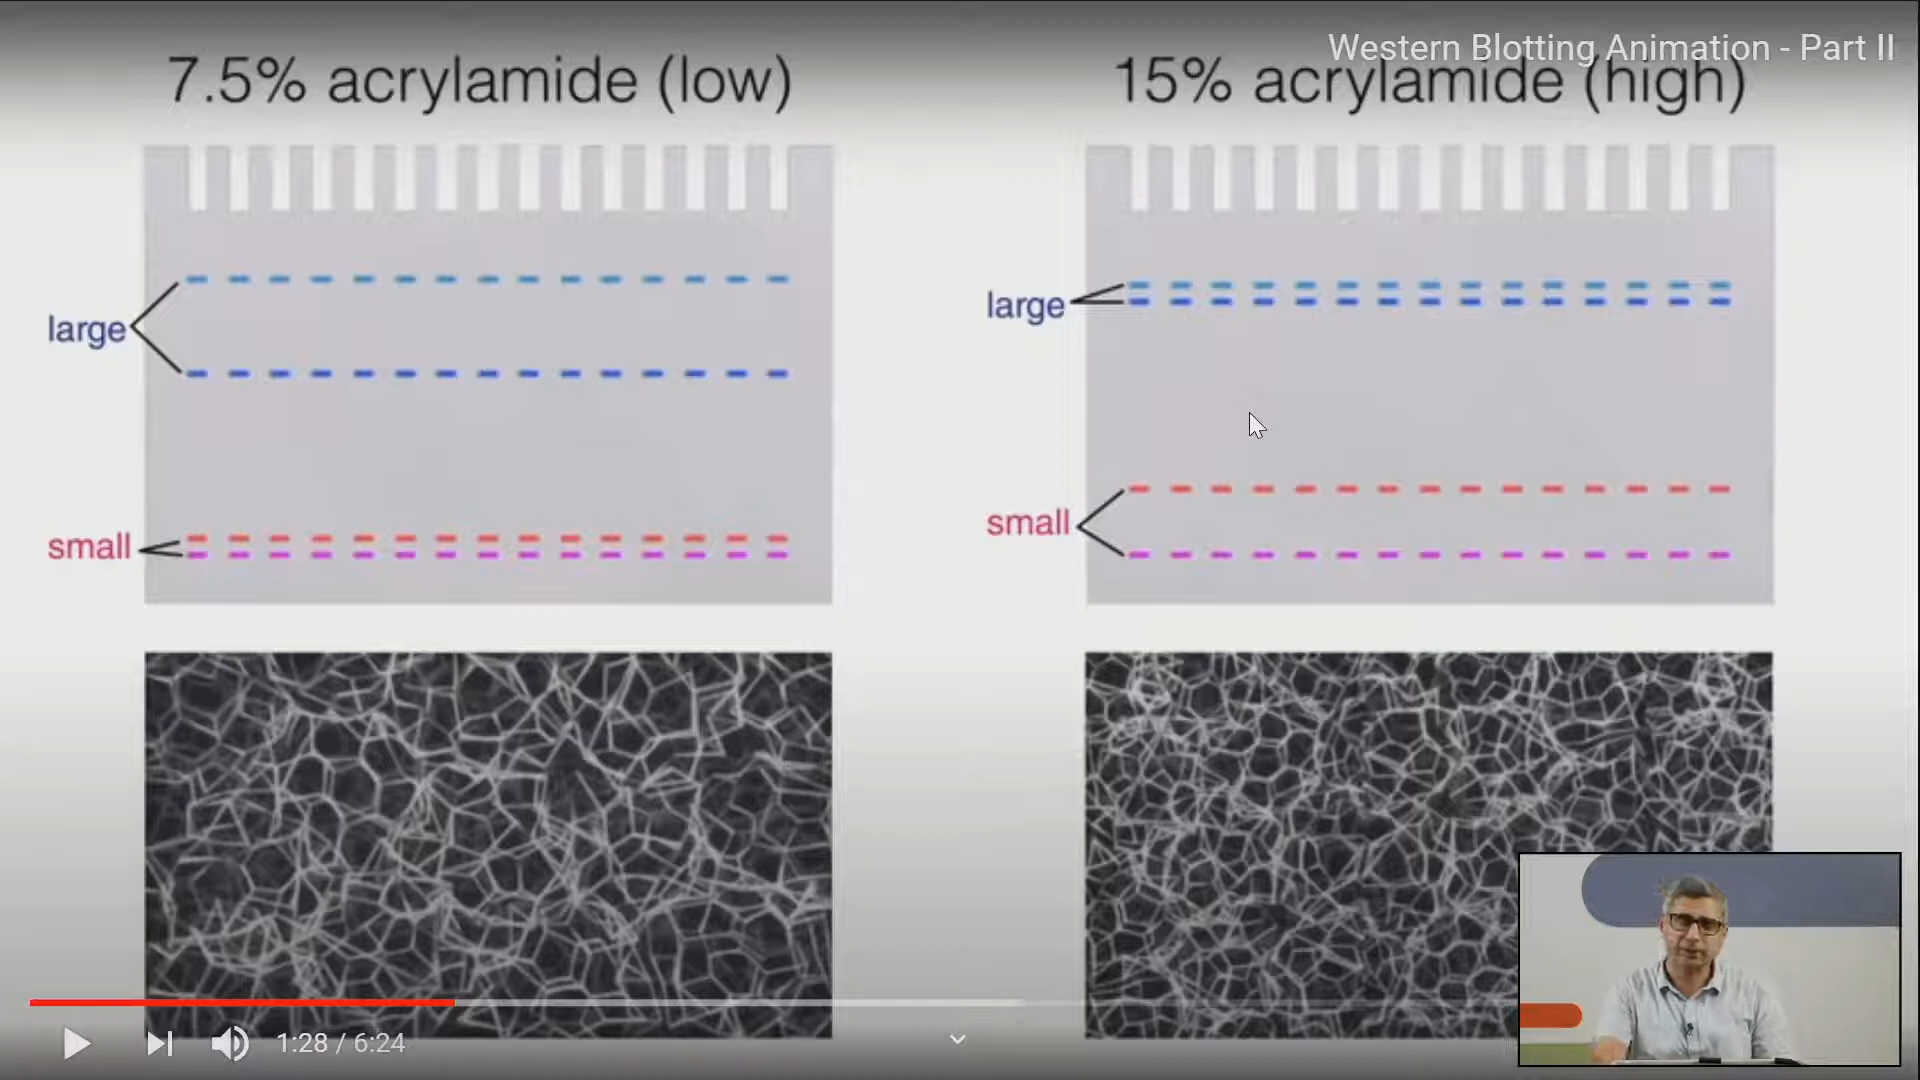 Western Blotting Animation - Part II
7.5% acrylamide (low)
15% acrylamide (high)
large
small
large
small
1:28 / 6:24